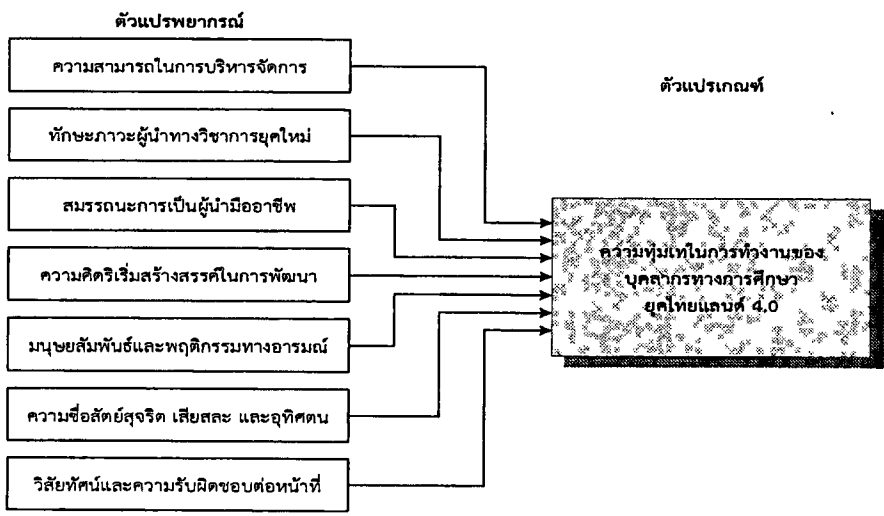 ตัวแปรพยากรณ์
ความสามารถในการบริหารจัดการ
ทักษะภาวะผู้นำทางวิชาการยุคใหม่
สมรรถนะการเป็นผู้นำมืออาชีพ
ความคิดริเริ่มสร้างสรรค์ในการพัฒนา
มนุษยสัมพันธ์และพฤติกรรมทางอารมณ์
ความซื่อสัตย์สุจริต เสียสละ และอุทิศตน
วิสัยทัศน์และความรับผิดชอบต่อหน้าที่
ตัวแปรเกณฑ์
ความทุ่มเทในการทำงานของ
บุคลากรทางการศึกษา
ยุคไทยแลนด์ 4.0